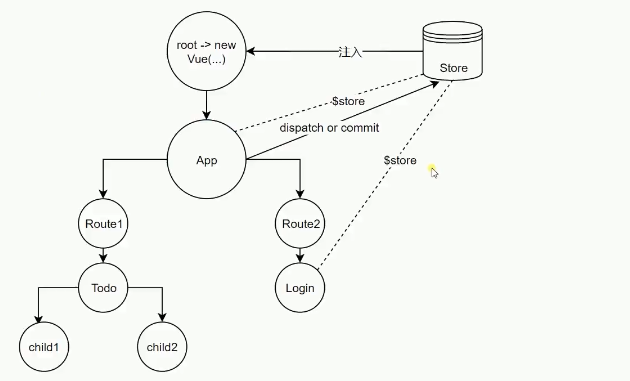 root -> new
Vue(...)
注入
Store
$store
dispatch or commit
App
$store
Route1
Route2
Todo
Login
child1
child2